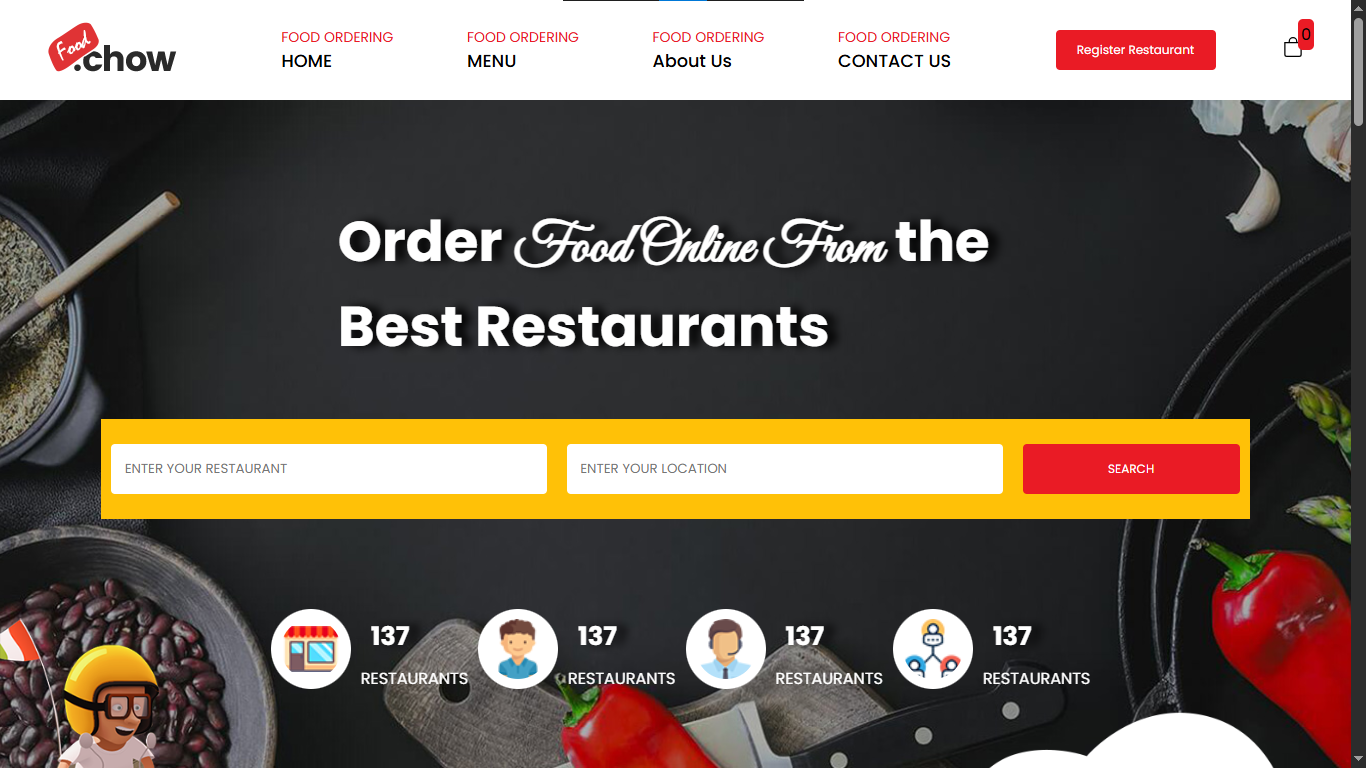 Food
.chow
FOOD ORDERING
HOME
FOOD ORDERING
MENU
FOOD ORDERING
About Us
FOOD ORDERING
CONTACT US
Register Restaurant
0
Order Food Online From the
Best Restaurants
ENTER YOUR RESTAURANT
ENTER YOUR LOCATION
SEARCH
137
RESTAURANTS
137
RESTAURANTS
137
RESTAURANTS
137
RESTAURANTS